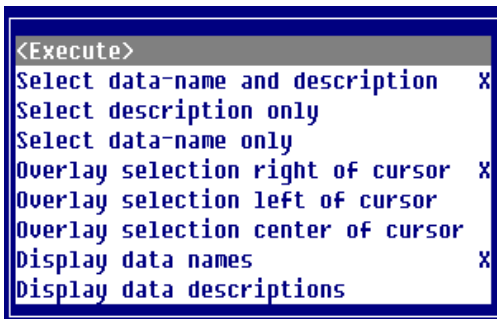 <Execute>
Select data-name and description X
Select description only
Select data-name only
Overlay selection right of cursor X
Overlay selection left of cursor
Overlay selection center of cursor
Display data names X
Display data descriptions